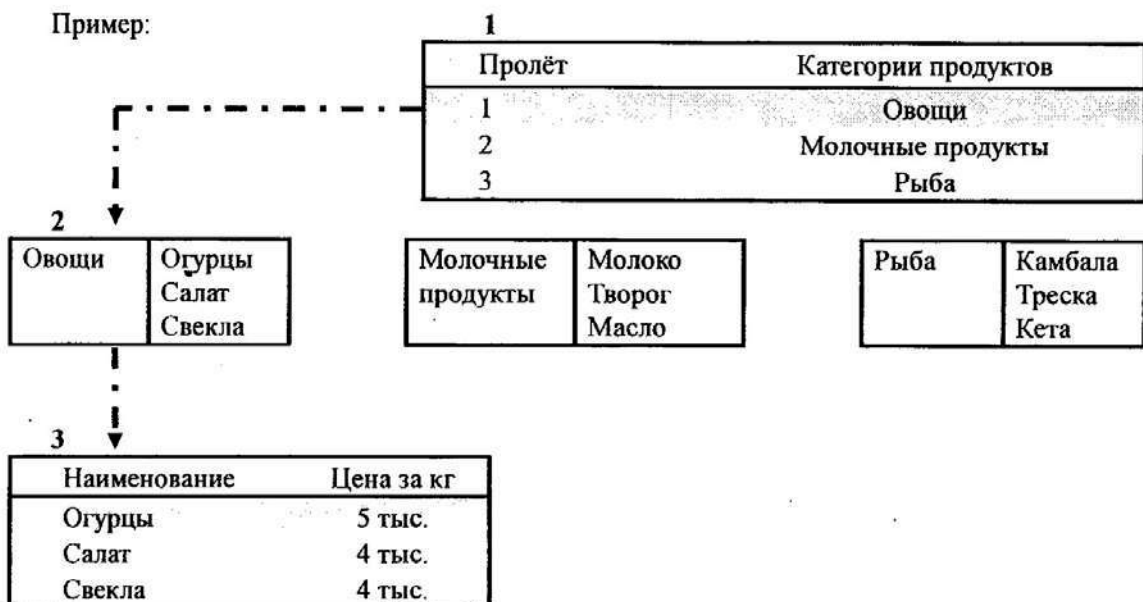 Пример:
1
Пролёт Категории продуктов
1 Овощи
2 Молочные продукты
3 Рыба
2
Овощи Огурцы
Салат
Свекла
Молочные Молоко
продукты Творог
Масло
Рыба Камбала
Треска
Кета
3
Наименование Цена за кг
Огурцы 5 тыс.
Салат 4 тыс.
Свекла 4 тыс.